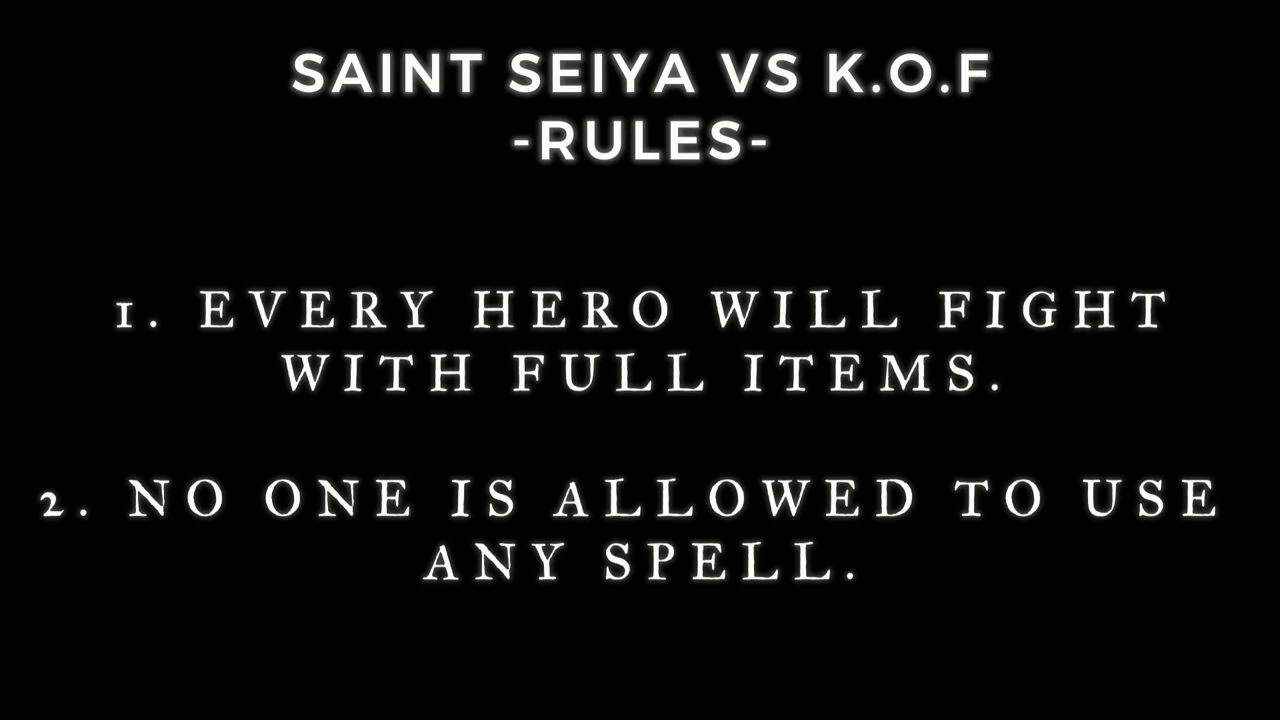 SAINT SEIYA VS K.O.F
-RULES-
1. EVERY HERO WILL FIGHT
WITH FULL ITEMS.
2. NO ONE IS ALLOWED TO USE
ANY SPELL.